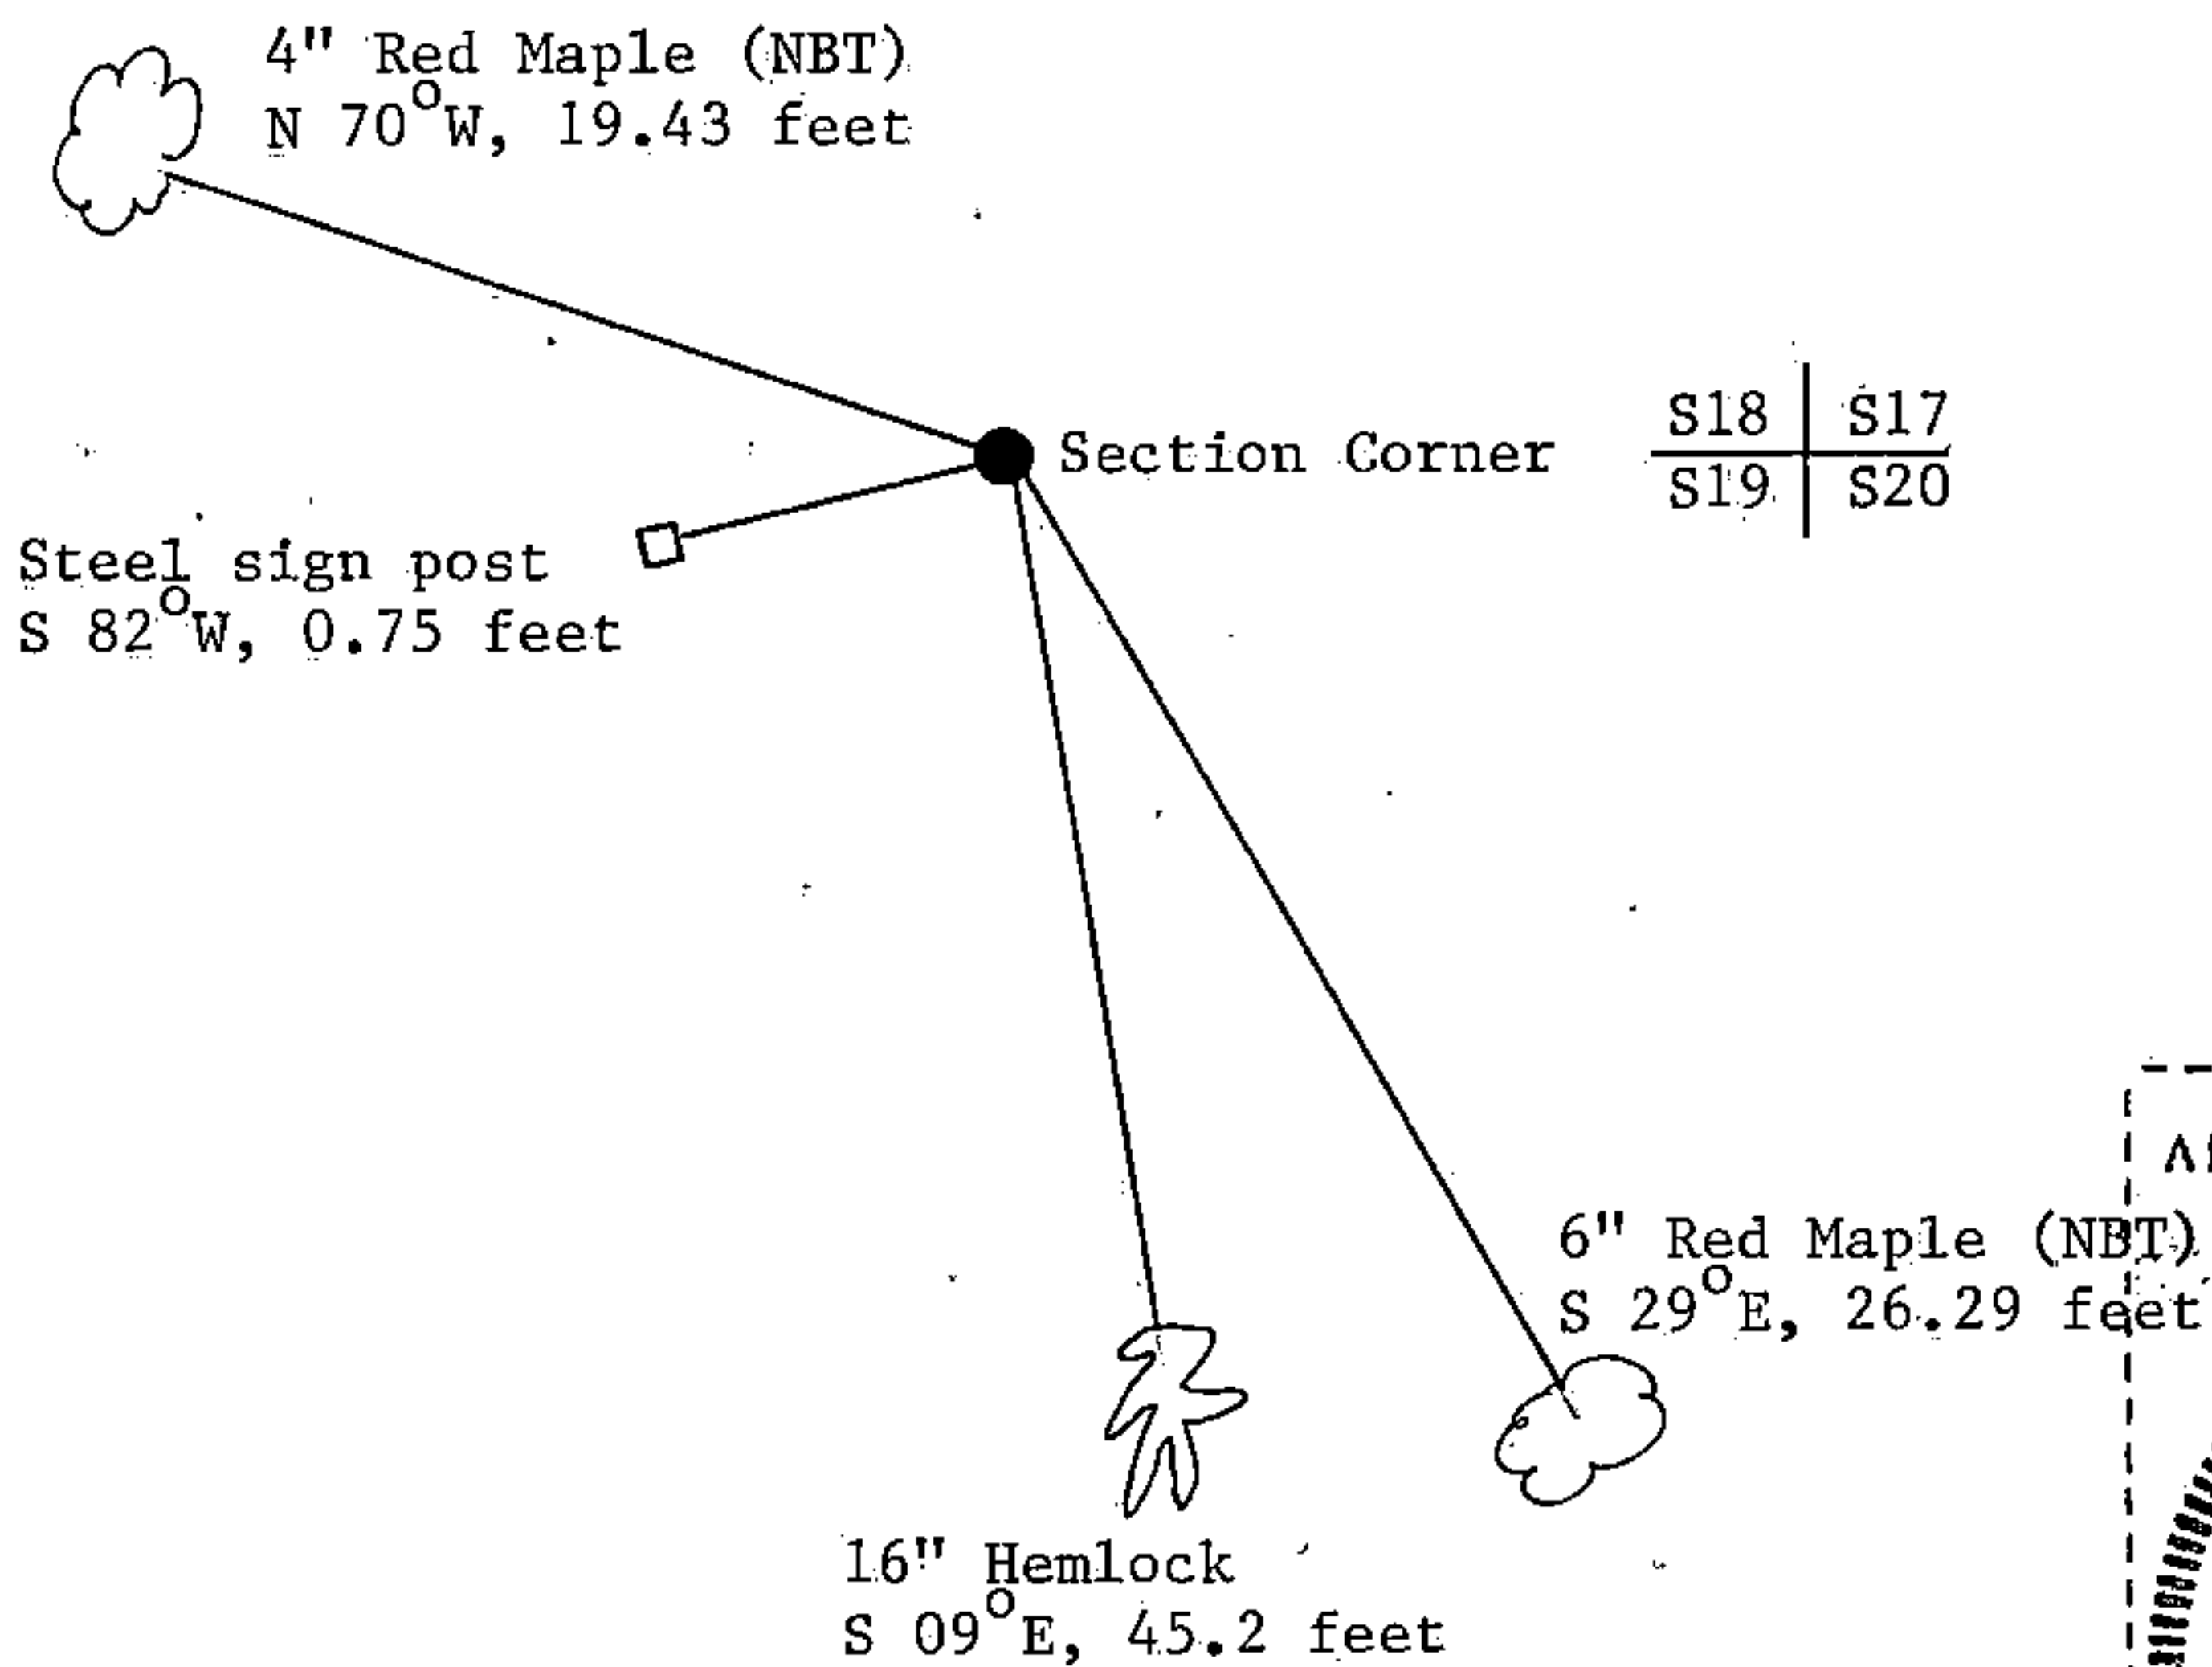 4" Red Maple (NBT)
N 70°W, 19.43 feet
Section Corner
S18 S17
S19 S20
Steel sign post
S 82°W, 0.75 feet
6" Red Maple (NBT)
S 29°E, 26.29 feet
16" Hemlock
S 09°E, 45.2 feet